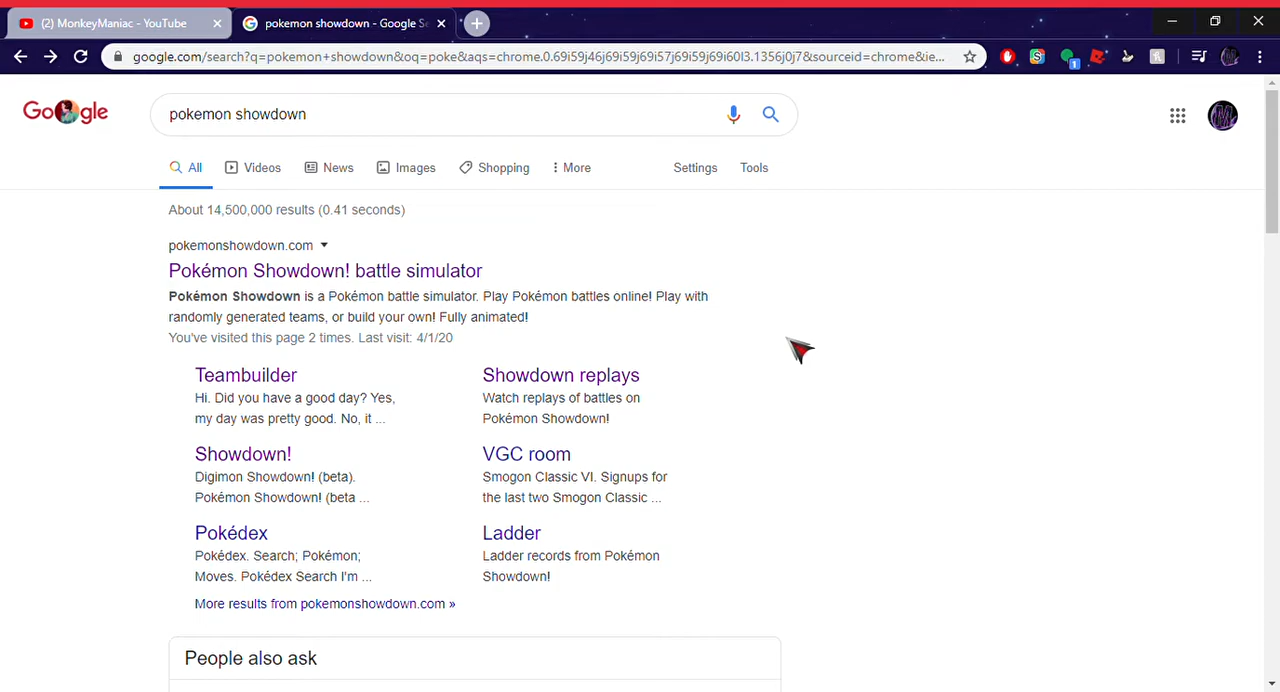 (2) MonkeyManiac - YouTube
pokemon showdown - Google Se
google.com/search?q=pokemon+showdown&oq=poke&aqs=chrome.0.69i59j46j69i59j69i57j69i59j69i60l3.1356j0j7&sourceid=chrome&ie...
1
Google
pokemon showdown
All Videos News Images Shopping More Settings Tools
About 14,500,000 results (0.41 seconds)
pokemonshowdown.com
Pokémon Showdown! battle simulator
Pokémon Showdown is a Pokémon battle simulator. Play Pokémon battles online! Play with
randomly generated teams, or build your own! Fully animated!
You've visited this page 2 times. Last visit: 4/1/20
Teambuilder
Hi. Did you have a good day? Yes,
my day was pretty good. No, it ...
Showdown replays
Watch replays of battles on
Pokémon Showdown!
Showdown!
Digimon Showdown! (beta).
Pokémon Showdown! (beta ...
VGC room
Smogon Classic VI. Signups for
the last two Smogon Classic ...
Pokédex
Pokédex. Search; Pokémon;
Moves. Pokédex Search I'm ...
Ladder
Ladder records from Pokémon
Showdown!
More results from pokemonshowdown.com »
People also ask